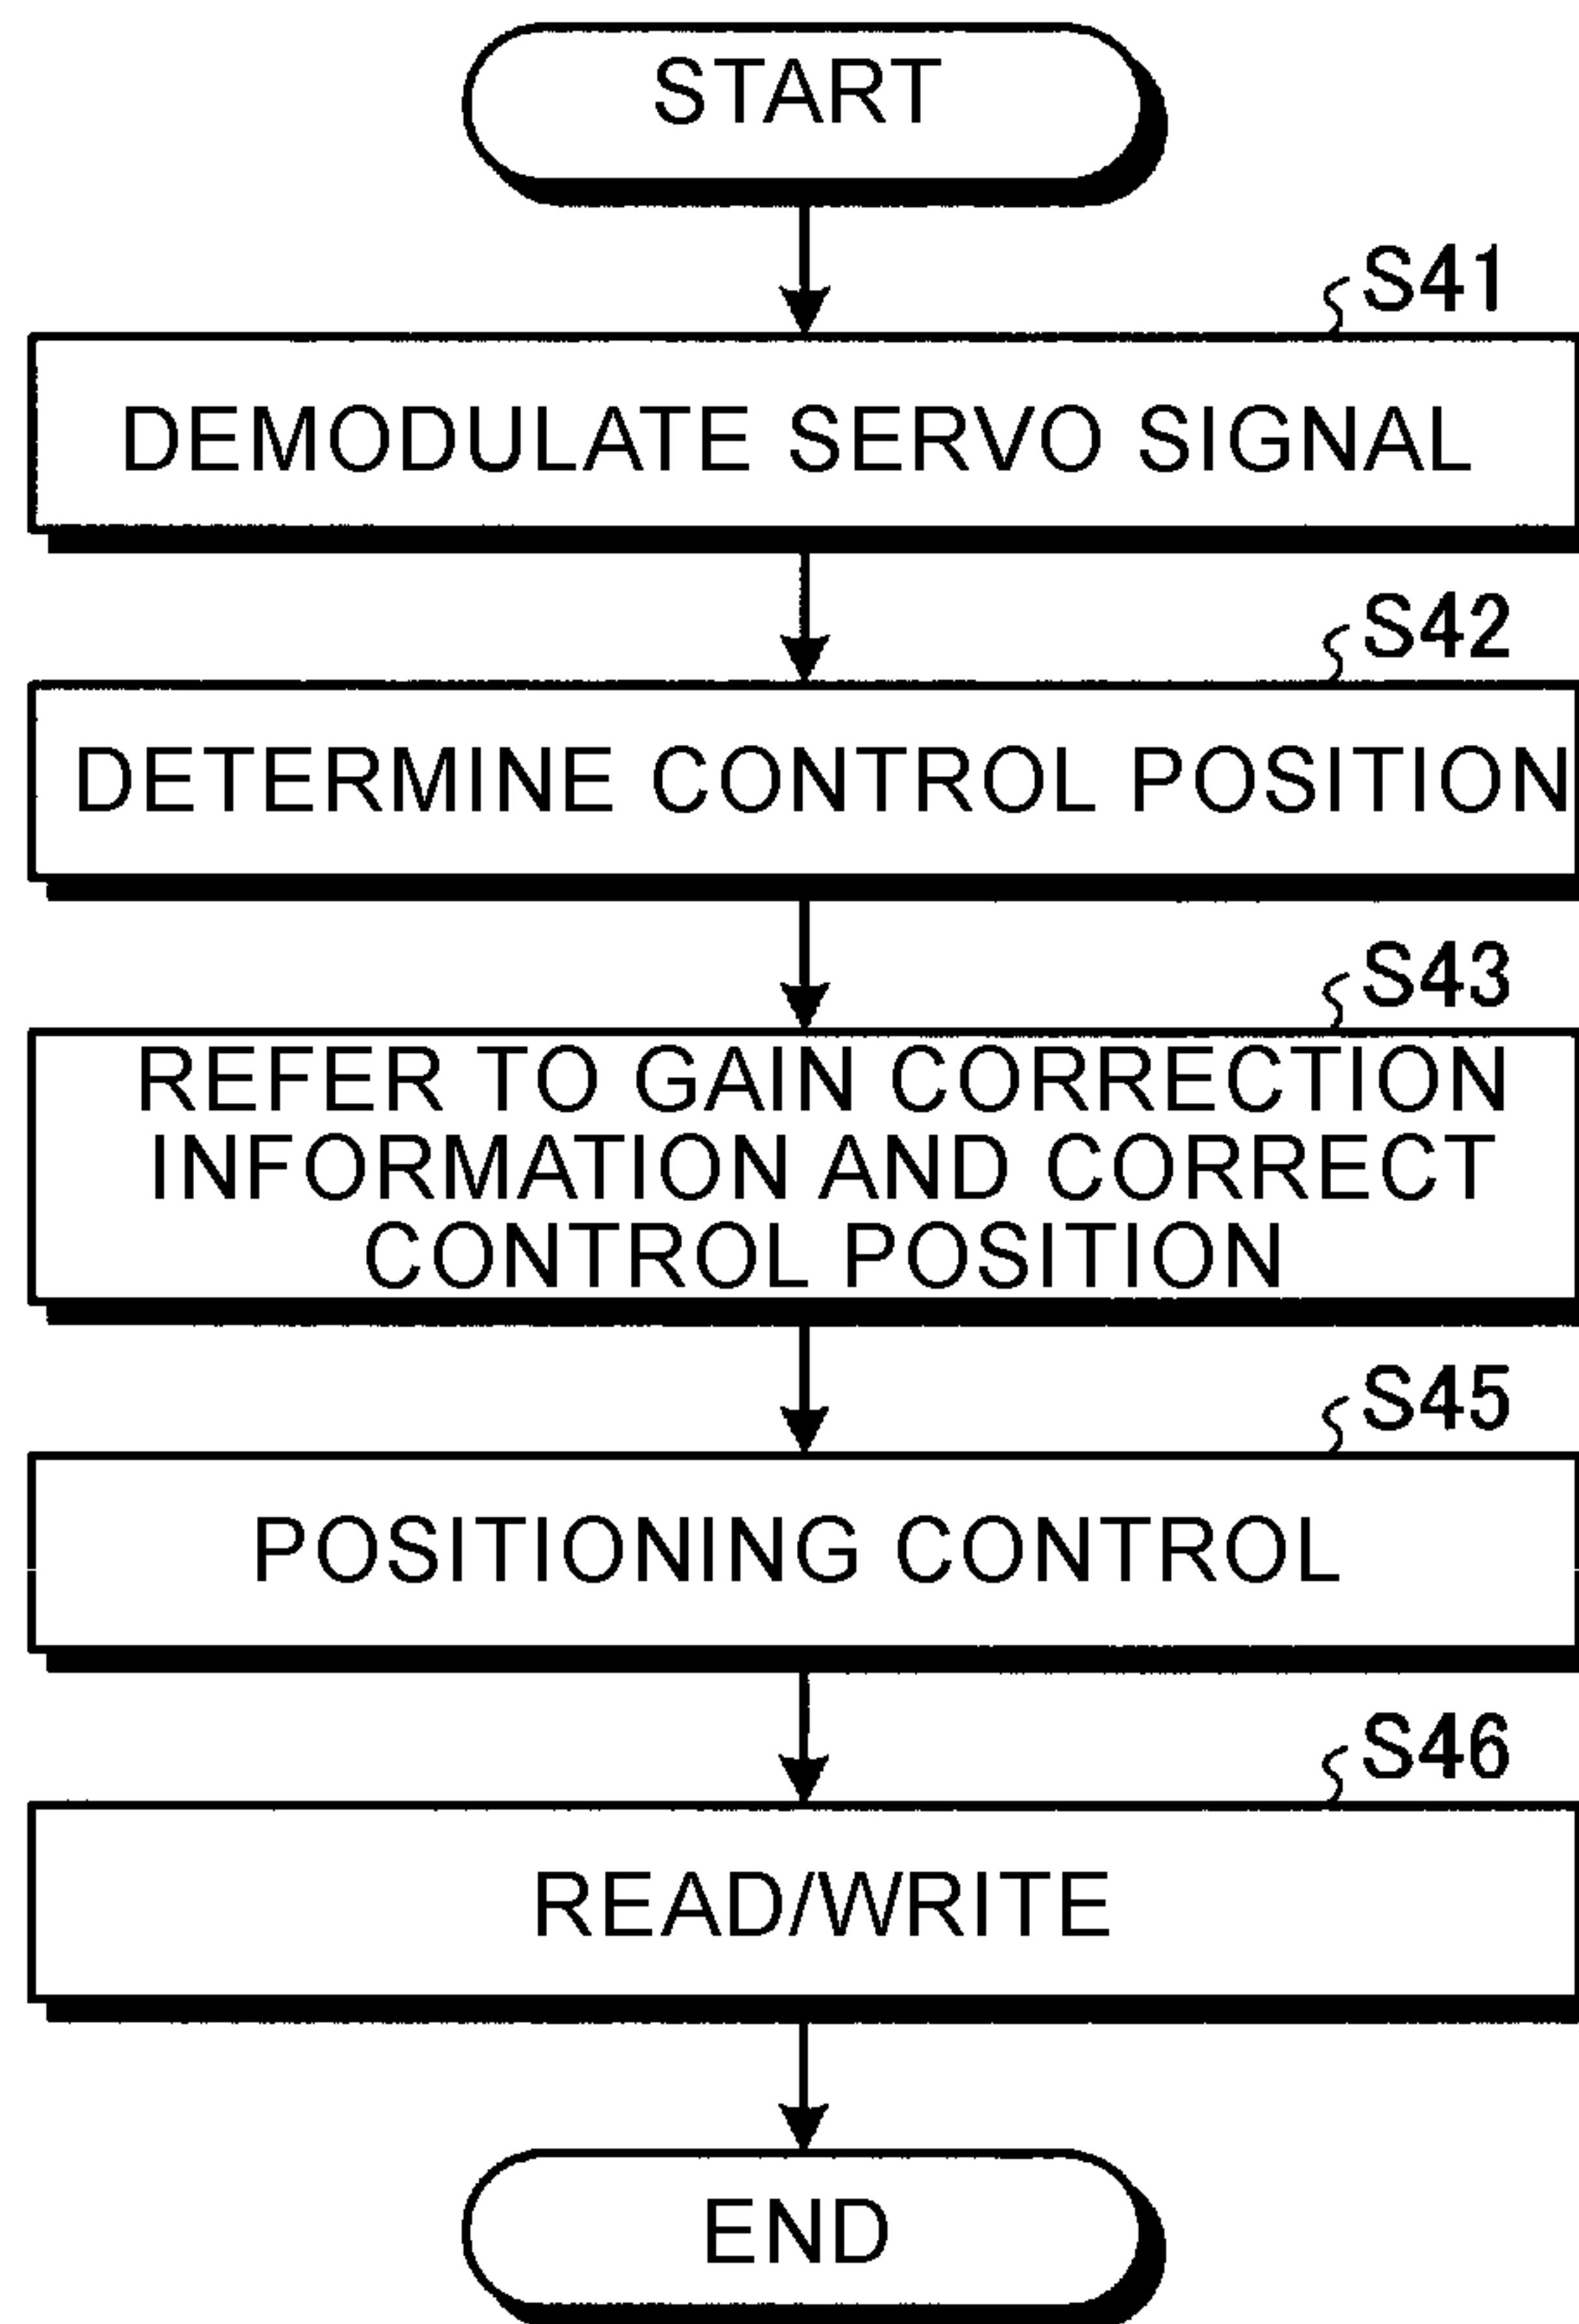 START
S41
DEMODULATE SERVO SIGNAL
S42
DETERMINE CONTROL POSITION
S43
REFER TO GAIN CORRECTION
INFORMATION AND CORRECT
CONTROL POSITION
S45
POSITIONING CONTROL
S46
READ/WRITE
END